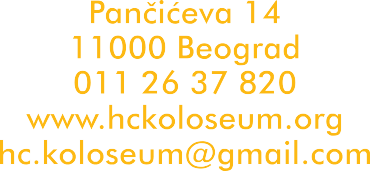 Pančićeva 14
11000 Beograd
011 26 37 820
www.hckoloseum.org
hc.koloseum@gmail.com